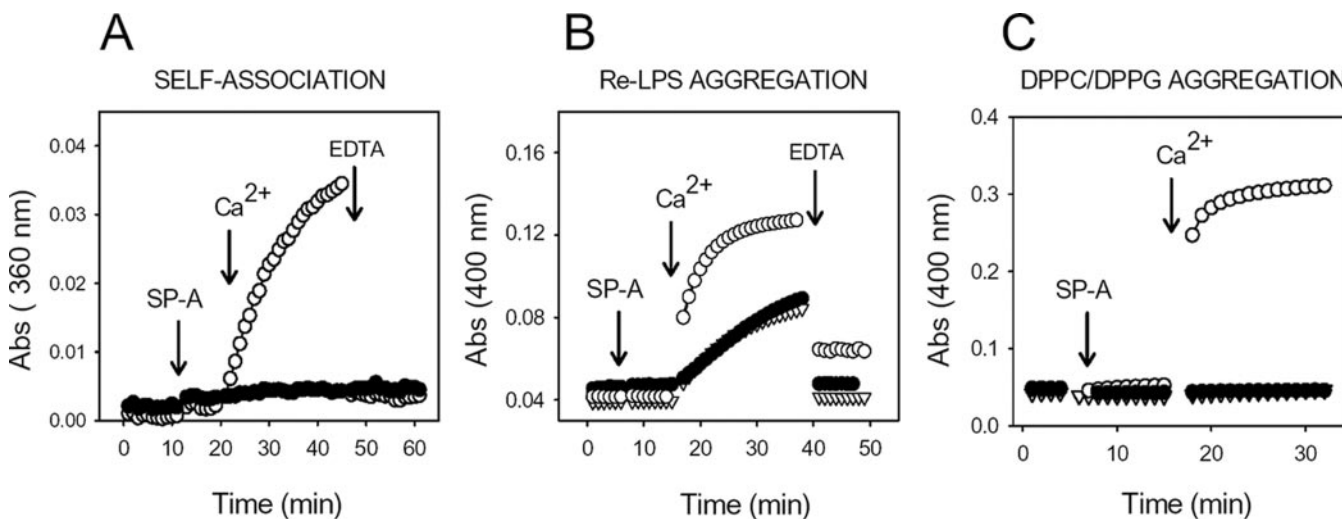 A
SELF-ASSOCIATION
Abs ( 360 nm)
0.04
0.03
0.02
0.01
0.00
SP-A
Ca2+
EDTA
0 10 20 30 40 50 60
Time (min)
B
Re-LPS AGGREGATION
Abs (400 nm)
0.16
0.12
0.08
0.04
SP-A
Ca2+
EDTA
0 10 20 30 40 50
Time (min)
C
DPPC/DPPG AGGREGATION
Abs (400 nm)
0.4
0.3
0.2
0.1
0.0
SP-A
Ca2+
0 10 20 30
Time (min)